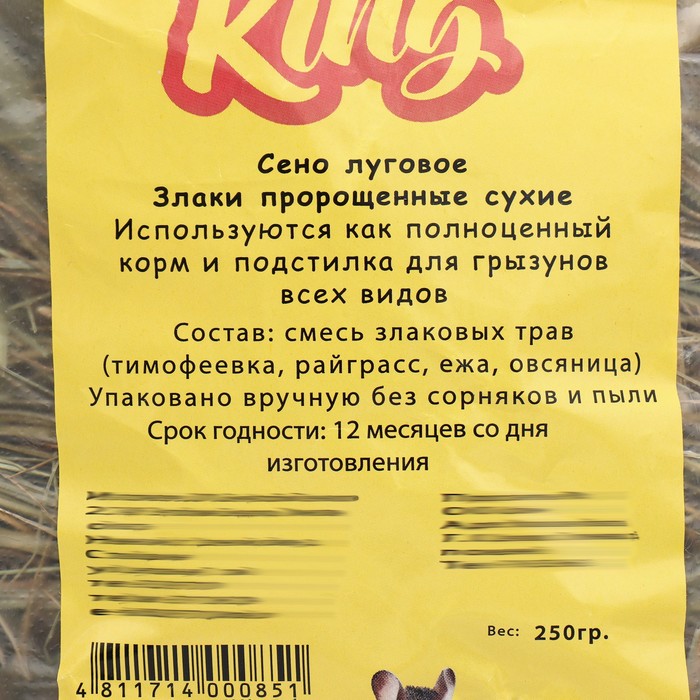 King
Сено луговое
Злаки пророщенные сухие
Используются как полноценный
корм и подстилка для грызунов
всех видов
Состав: смесь злаковых трав
(тимофеевка, райграсс, ежа, овсяница)
Упаковано вручную без сорняков и пыли
Срок годности: 12 месяцев со дня
изготовления
Вес: 250гр.
4 811714 000851